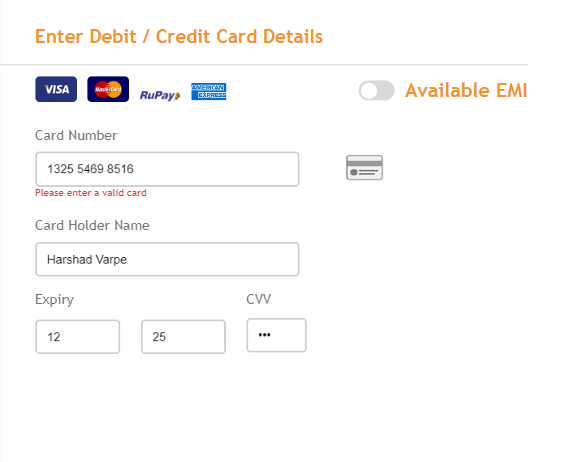 Enter Debit / Credit Card Details
VISA MasterCard RuPay AMERICAN EXPRESS Available EMI
Card Number
1325 5469 8516
Please enter a valid card
Card Holder Name
Harshad Varpe
Expiry CVV
12 25 •••